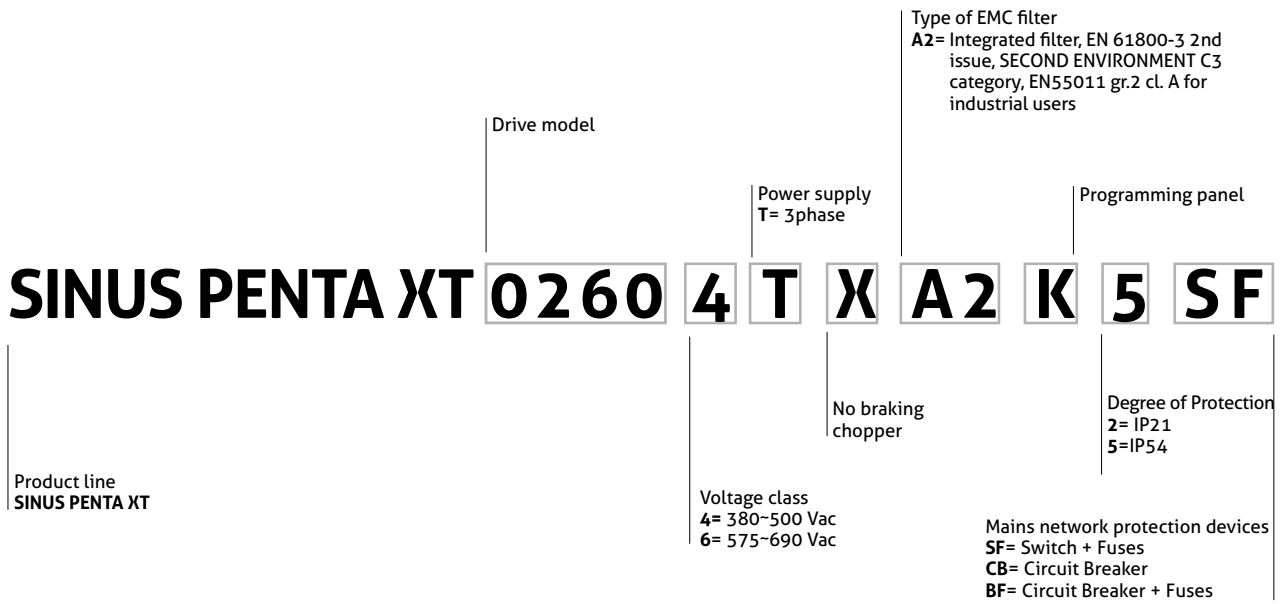 Type of EMC filter
A2= Integrated filter, EN 61800-3 2nd
issue, SECOND ENVIRONMENT C3
category, EN55011 gr.2 cl. A for
industrial users
Drive model
Power supply
T= 3phase
Programming panel
SINUS PENTA XT 0260 4 T X A2 K 5 SF
No braking
chopper
Degree of Protection
2= IP21
5=IP54
Product line
SINUS PENTA XT
Voltage class
4= 380~500 Vac
6= 575~690 Vac
Mains network protection devices
SF= Switch + Fuses
CB= Circuit Breaker
BF= Circuit Breaker + Fuses